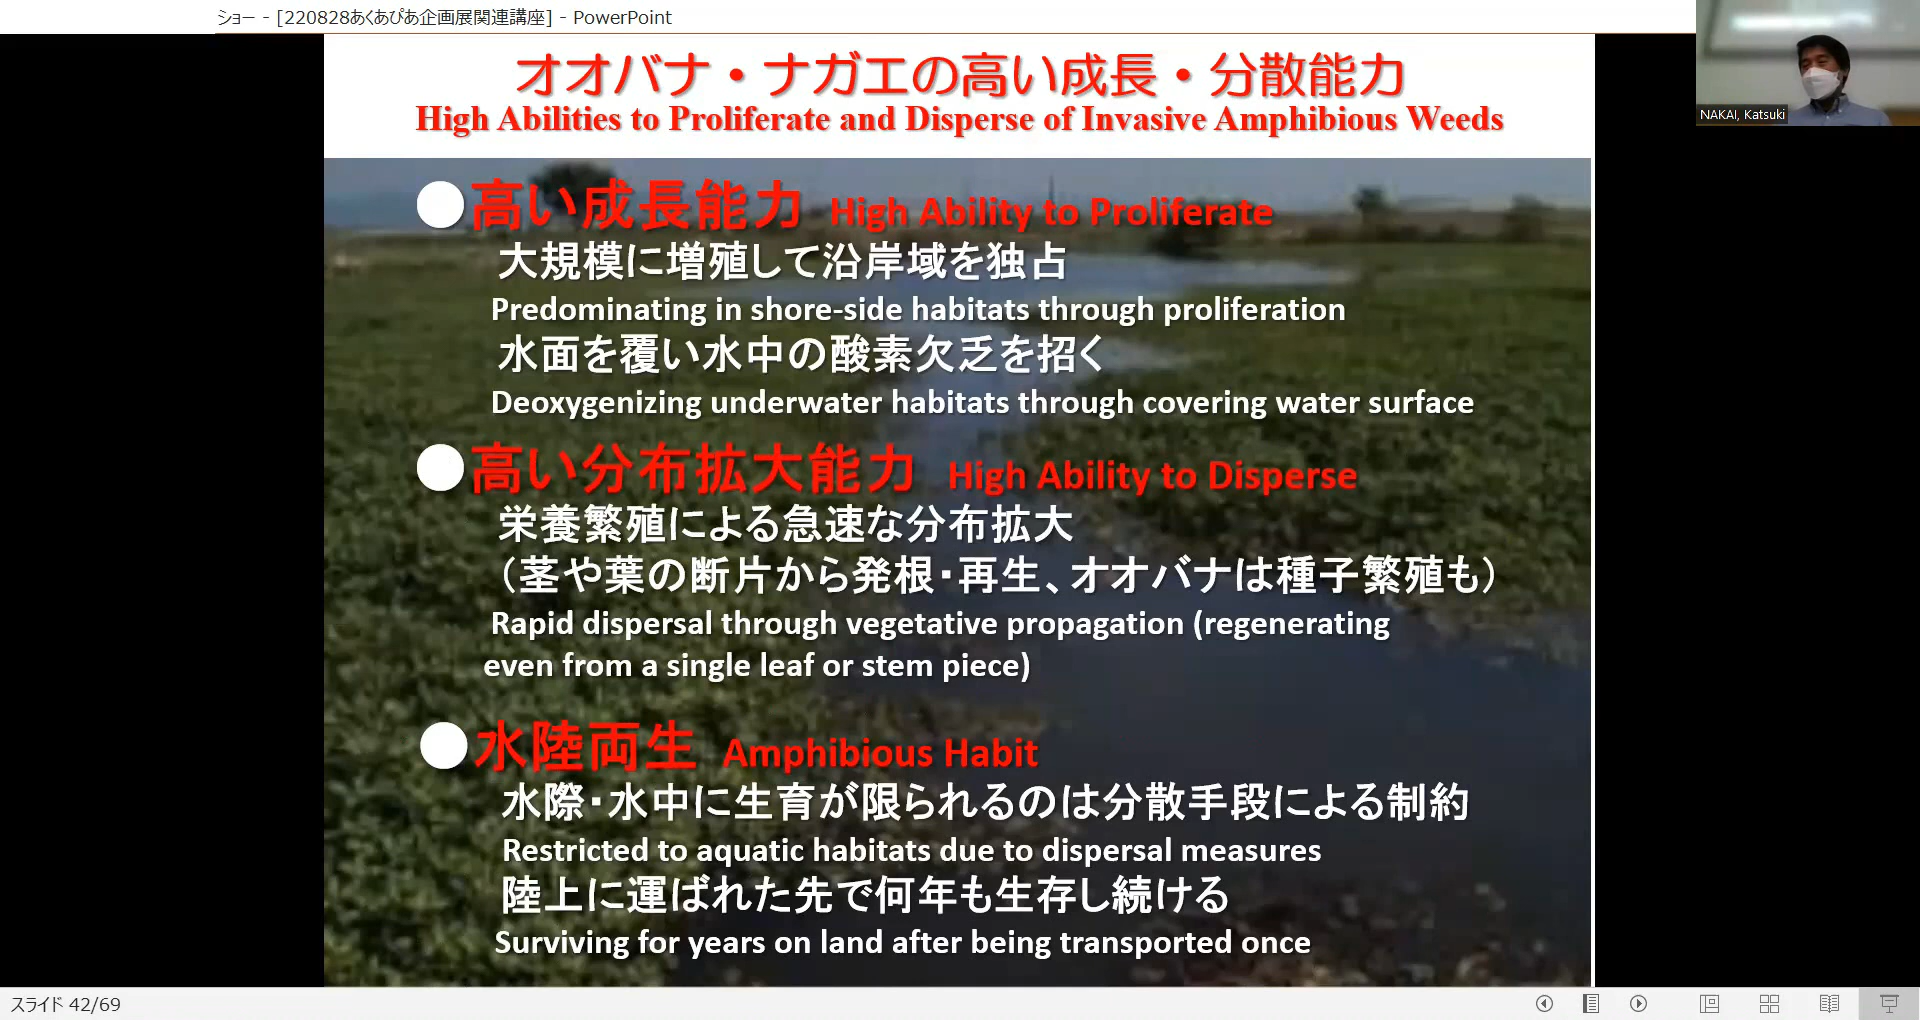 ショー - [220828あくあぴあ企画展関連講座] - PowerPoint
オオバナ・ナガエの高い成長・分散能力
High Abilities to Proliferate and Disperse of Invasive Amphibious Weeds
NAKAI, Katsuki
●高い成長能力 High Ability to Proliferate
大規模に増殖して沿岸域を独占
Predominating in shore-side habitats through proliferation
水面を覆い水中の酸素欠乏を招く
Deoxygenizing underwater habitats through covering water surface
●高い分布拡大能力 High Ability to Disperse
栄養繁殖による急速な分布拡大
（茎や葉の断片から発根・再生、オオバナは種子繁殖も）
Rapid dispersal through vegetative propagation (regenerating
even from a single leaf or stem piece)
●水陸両生 Amphibious Habit
水際・水中に生育が限られるのは分散手段による制約
Restricted to aquatic habitats due to dispersal measures
陸上に運ばれた先で何年も生存し続ける
Surviving for years on land after being transported once
スライド 42/69